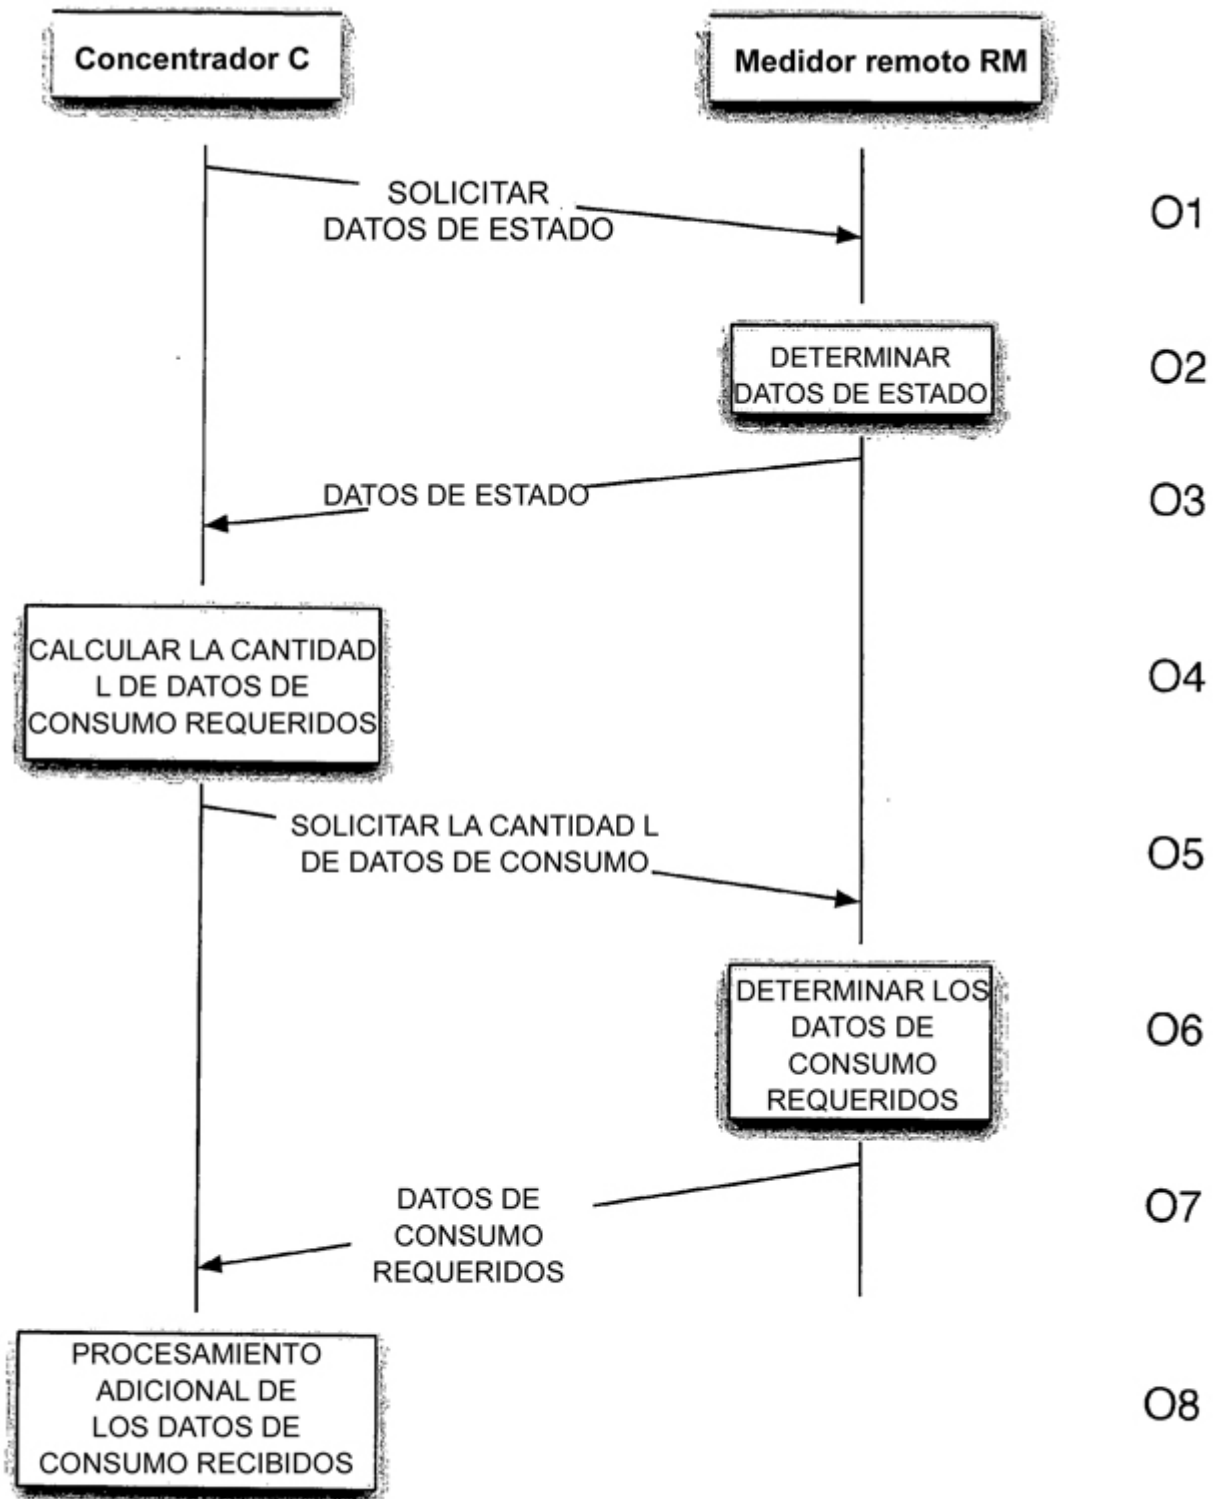 Concentrador C
Medidor remoto RM
SOLICITAR
DATOS DE ESTADO
O1
DETERMINAR
DATOS DE ESTADO
O2
DATOS DE ESTADO
O3
CALCULAR LA CANTIDAD
L DE DATOS DE
CONSUMO REQUERIDOS
O4
SOLICITAR LA CANTIDAD L
DE DATOS DE CONSUMO
O5
DETERMINAR LOS
DATOS DE
CONSUMO
REQUERIDOS
O6
DATOS DE
CONSUMO
REQUERIDOS
O7
PROCESAMIENTO
ADICIONAL DE
LOS DATOS DE
CONSUMO RECIBIDOS
O8